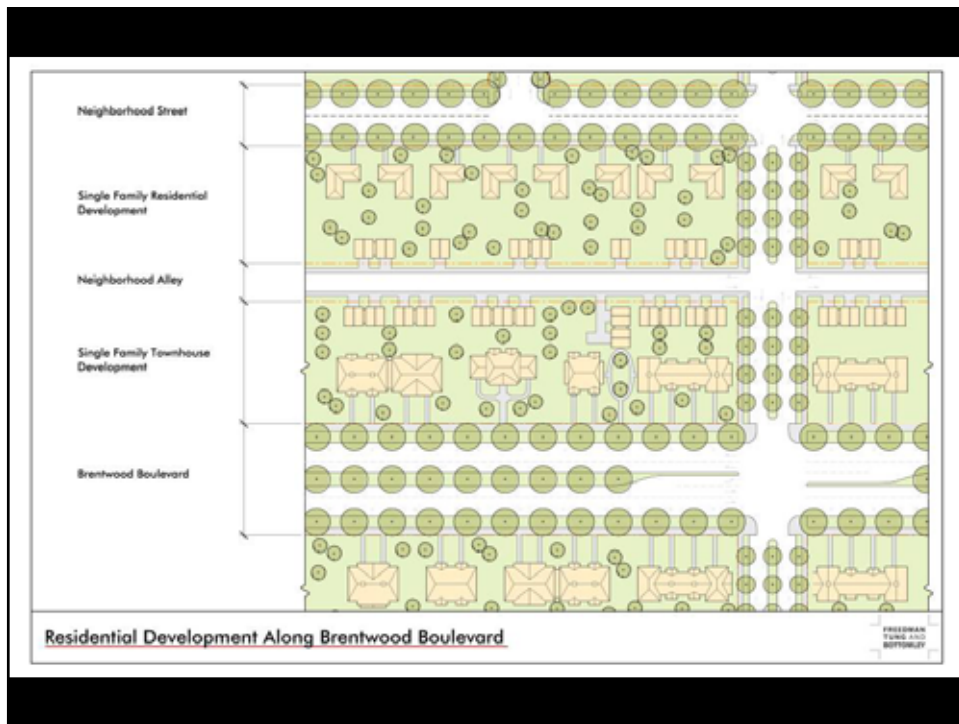 Neighborhood Street
Single Family Residential
Development
Neighborhood Alley
Single Family Townhouse
Development
Brentwood Boulevard
Residential Development Along Brentwood Boulevard
FREEDMAN
TUNG AND
BOTTOMLEY